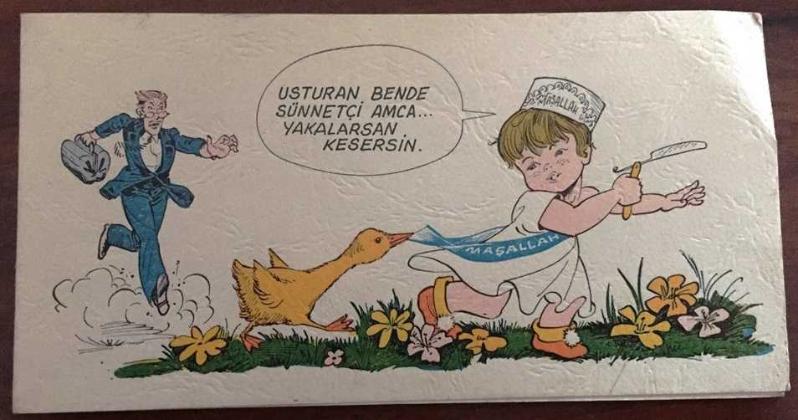 USTURAN BENDE
SÜNNETÇİ AMCA...
YAKALARSAN
KESERSİN.
MAŞALLAH
MAŞALLAH